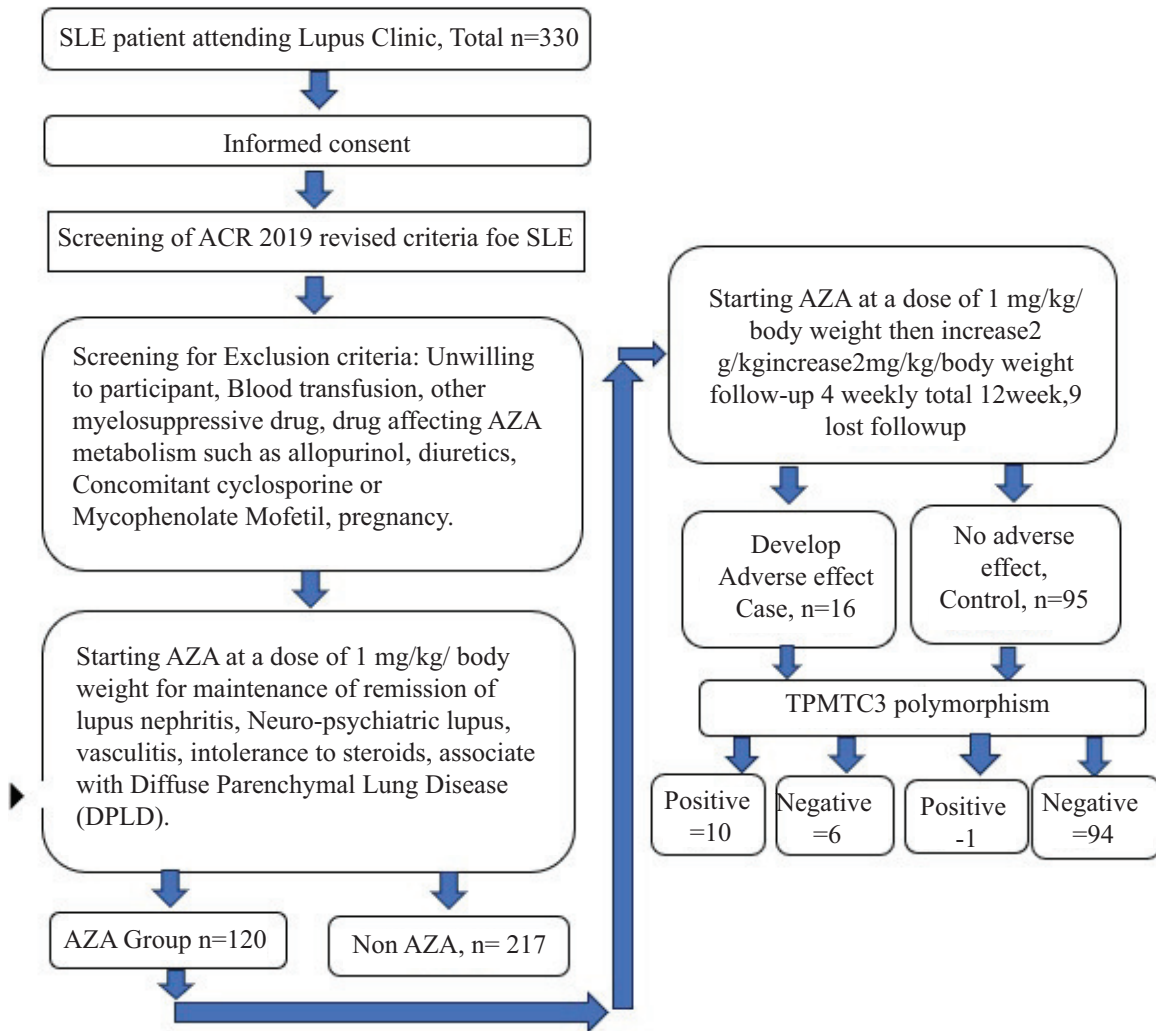 SLE patient attending Lupus Clinic, Total n=330
Informed consent
Screening of ACR 2019 revised criteria foe SLE
Screening for Exclusion criteria: Unwilling
to participant, Blood transfusion, other
myelosuppressive drug, drug affecting AZA
metabolism such as allopurinol, diuretics,
Concomitant cyclosporine or
Mycophenolate Mofetil, pregnancy.
Starting AZA at a dose of 1 mg/kg/ body
weight for maintenance of remission of
lupus nephritis, Neuro-psychiatric lupus,
vasculitis, intolerance to steroids, associate
with Diffuse Parenchymal Lung Disease
(DPLD).
AZA Group n=120
Non AZA, n= 217
Starting AZA at a dose of 1 mg/kg/
body weight then increase2
g/kgincrease2mg/kg/body weight
follow-up 4 weekly total 12week,9
lost followup
Develop
Adverse effect
Case, n=16
No adverse
effect,
Control, n=95
TPMTC3 polymorphism
Positive
=10
Negative
=6
Positive
-1
Negative
=94